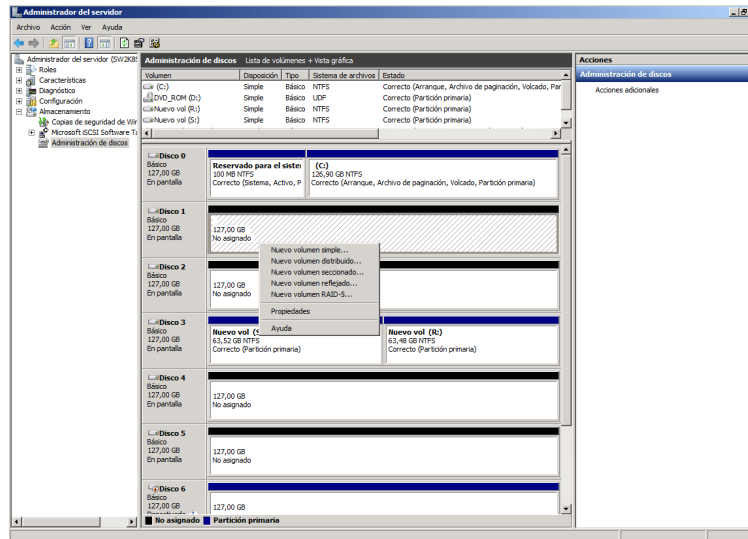 Administrador del servidor
Archivo Acción Ver Ayuda
Administrador del servidor (SW2K8S
Roles
Características
Diagnóstico
Configuración
Almacenamiento
Copias de seguridad de Wir
Microsoft iSCSI Software Ta
Administración de discos
Administración de discos Lista de volúmenes + Vista gráfica
Volumen Disposición Tipo Sistema de archivos Estado
(C:) Simple Básico NTFS Correcto (Arranque, Archivo de paginación, Volcado, Par
DVD_ROM (D:) Simple Básico UDF Correcto (Partición primaria)
Nuevo vol (R:) Simple Básico NTFS Correcto (Partición primaria)
Nuevo vol (S:) Simple Básico NTFS Correcto (Partición primaria)
Disco 0
Básico
127,00 GB
En pantalla
Reservado para el sister
100 MB NTFS
Correcto (Sistema, Activo, P
(C:)
126,90 GB NTFS
Correcto (Arranque, Archivo de paginación, Volcado, Partición primaria)
Disco 1
Básico
127,00 GB
En pantalla
127,00 GB
No asignado
Nuevo volumen simple...
Nuevo volumen distribuido...
Nuevo volumen seccionado...
Nuevo volumen reflejado...
Nuevo volumen RAID-5...
Propiedades
Ayuda
Disco 2
Básico
127,00 GB
En pantalla
127,00 GB
No asignado
Disco 3
Básico
127,00 GB
En pantalla
Nuevo vol (S
63,52 GB NTFS
Correcto (Partición primaria)
Nuevo vol (R:)
63,48 GB NTFS
Correcto (Partición primaria)
Disco 4
Básico
127,00 GB
En pantalla
127,00 GB
No asignado
Disco 5
Básico
127,00 GB
En pantalla
127,00 GB
No asignado
Disco 6
Básico
127,00 GB
127,00 GB
No asignado Partición primaria
Acciones
Administración de discos
Acciones adicionales